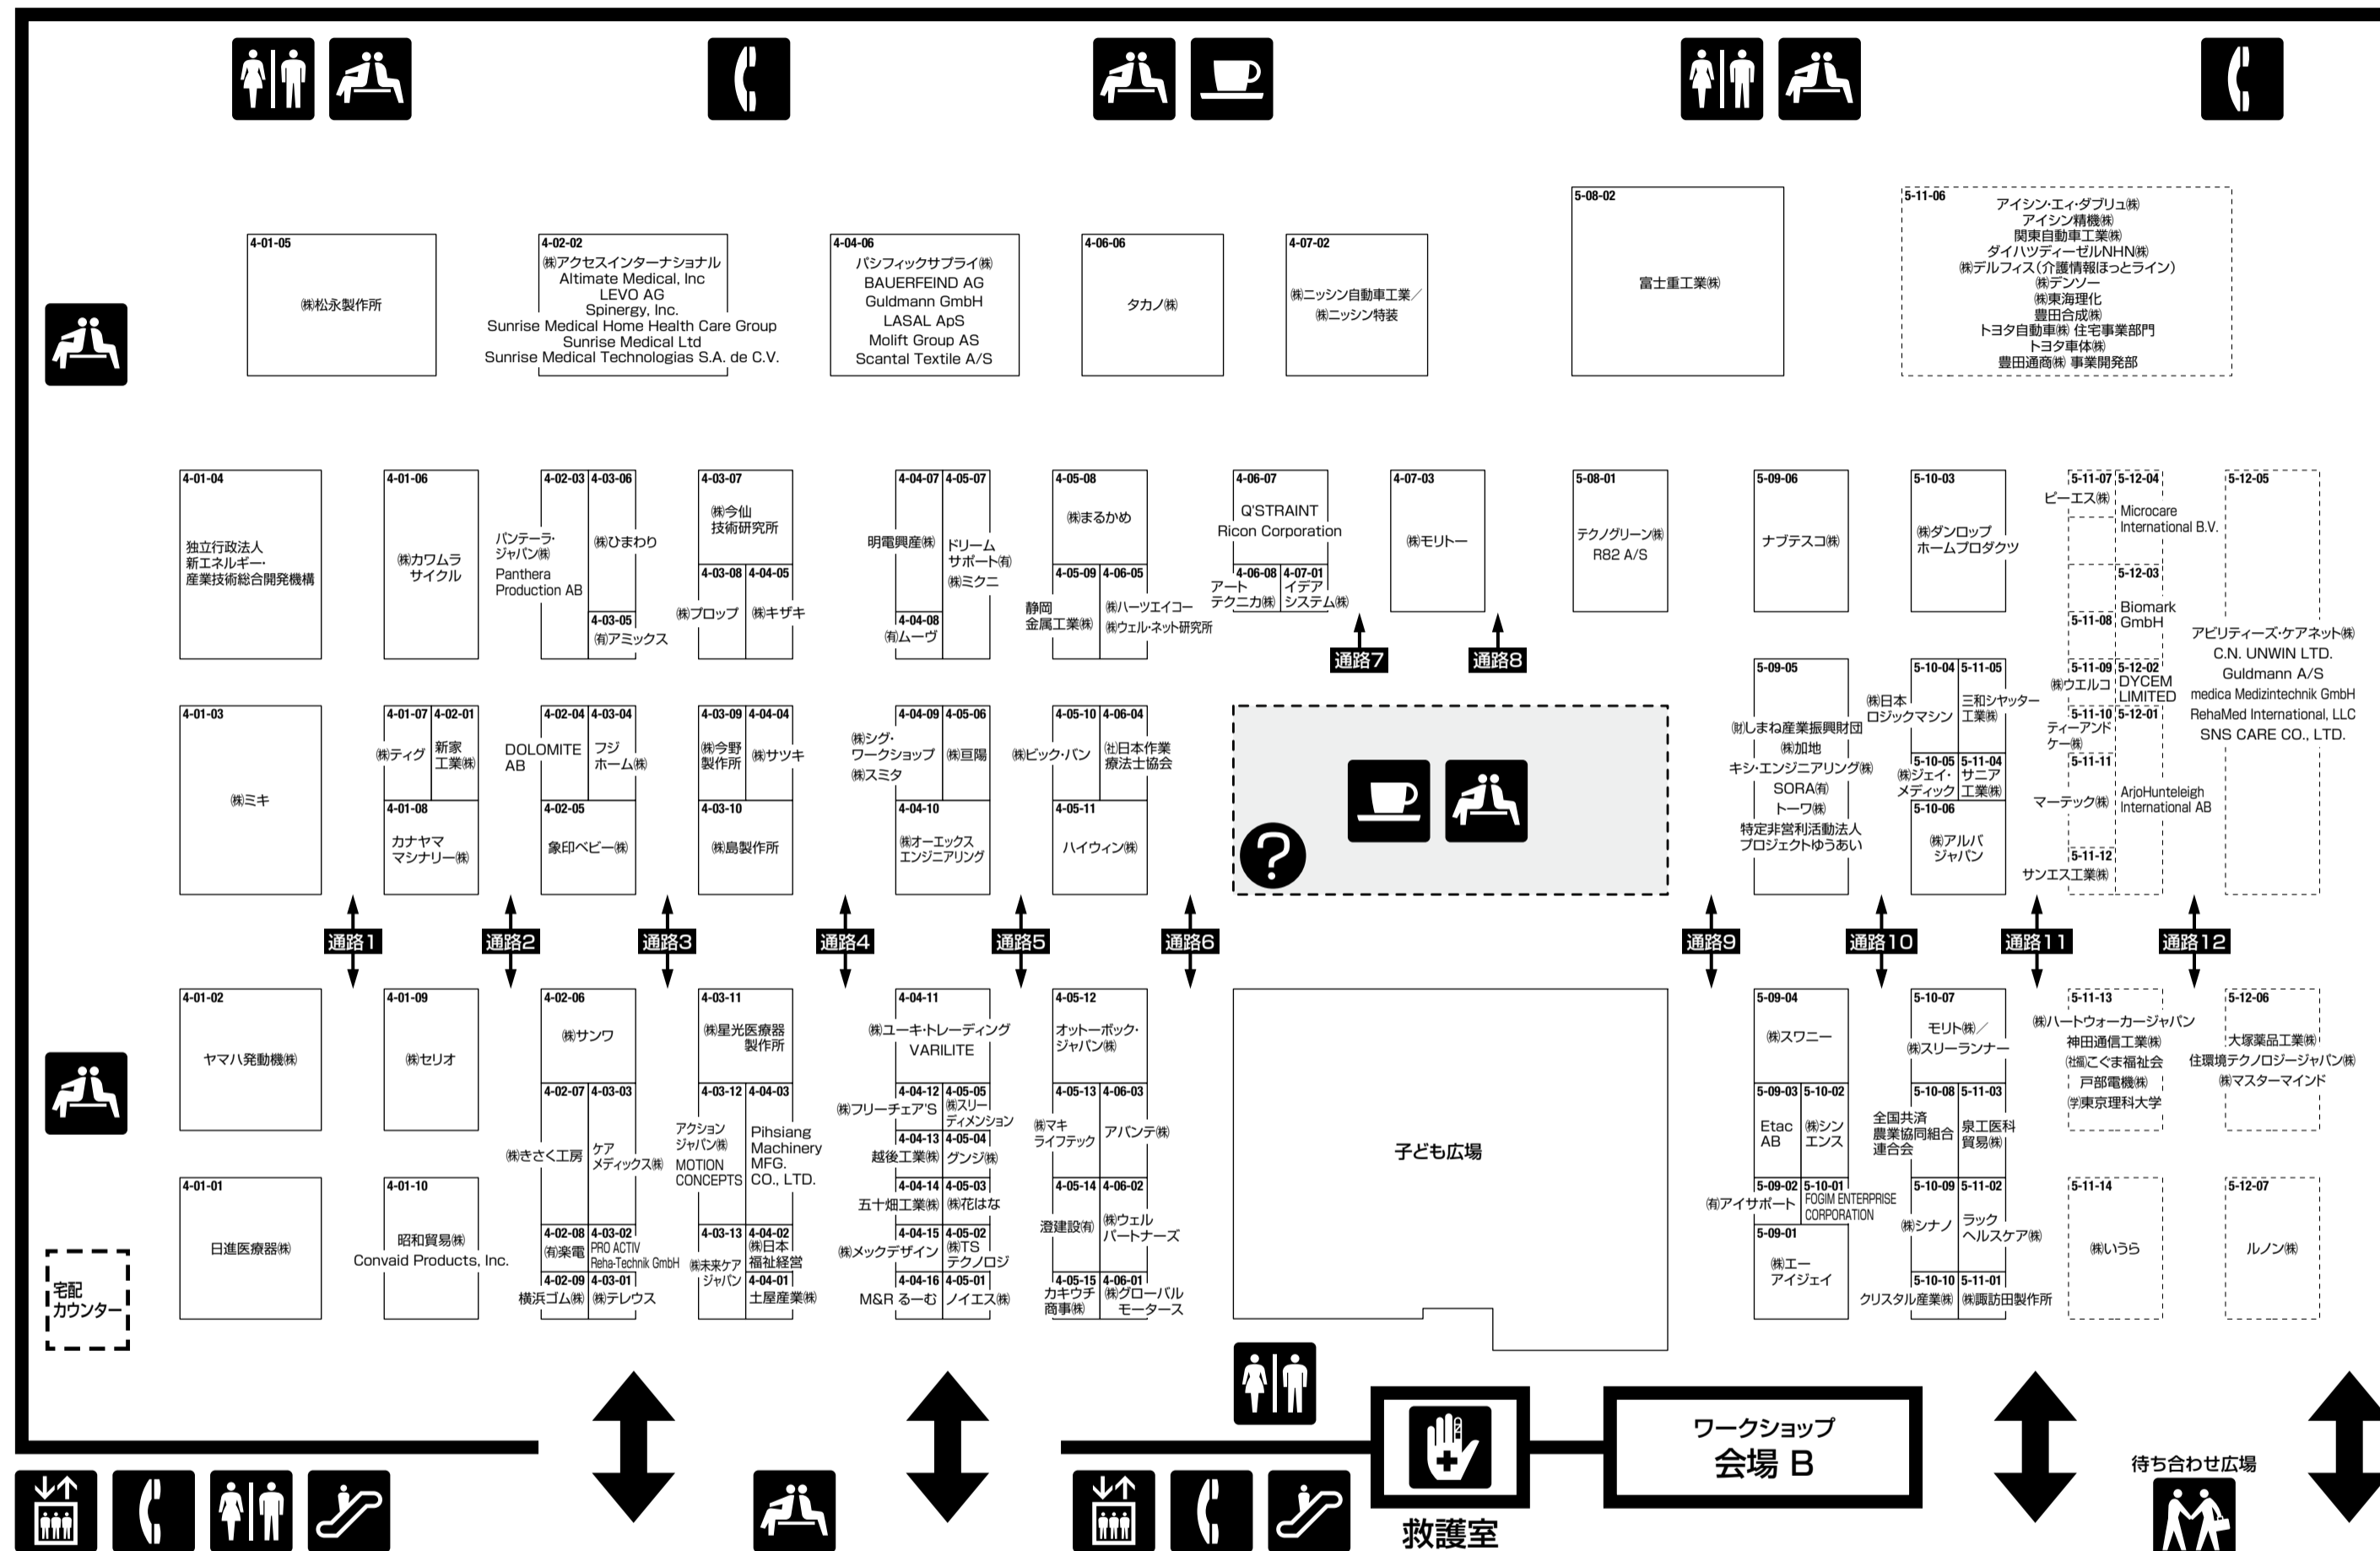 4-01-05
㈱松永製作所
4-02-02
㈱アクセスインターナショナル
Altimate Medical, Inc
LEVO AG
Spinergy, Inc.
Sunrise Medical Home Health Care Group
Sunrise Medical Ltd
Sunrise Medical Technologias S.A. de C.V.
4-04-06
パシフィックサプライ㈱
BAUERFEIND AG
Guldmann GmbH
LASAL ApS
Molift Group AS
Scantal Textile A/S
4-06-06
タカノ㈱
4-07-02
㈱ニッシン自動車工業／
㈱ニッシン特装
5-08-02
富士重工業㈱
5-11-06
アイシン・エィ・ダブリュ㈱
アイシン精機㈱
関東自動車工業㈱
ダイハツディーゼルNHN㈱
㈱デルフィス(介護情報ほっとライン)
㈱デンソー
㈱東海理化
豊田合成㈱
トヨタ自動車㈱ 住宅事業部門
トヨタ車体㈱
豊田通商㈱ 事業開発部
4-01-04
独立行政法人
新エネルギー・
産業技術総合開発機構
4-01-06
㈱カワムラ
サイクル
4-02-03
パンテーラ・
ジャパン㈱
Panthera
Production AB
4-03-06
㈱ひまわり
4-03-05
㈲アミックス
4-03-07
㈱今仙
技術研究所
4-03-08
㈱プロップ
4-04-05
㈱キザキ
4-04-07
明電興産㈱
4-04-08
㈲ムーヴ
4-05-07
ドリーム
サポート㈲
㈱ミクニ
4-05-08
㈱まるかめ
4-05-09
静岡
金属工業㈱
4-06-05
㈱ハーツエイコー
㈱ウェル・ネット研究所
4-06-07
Q'STRAINT
Ricon Corporation
4-06-08
アート
テクニカ㈱
4-07-01
イデア
システム㈱
4-07-03
㈱モリトー
通路7
通路8
5-08-01
テクノグリーン㈱
R82 A/S
5-09-06
ナブテスコ㈱
5-10-03
㈱ダンロップ
ホームプロダクツ
5-11-07
ピーエス㈱
5-12-04
Microcare
International B.V.
5-12-03
Biomark
GmbH
5-11-08
5-11-09
㈱ウエルコ
5-12-02
DYCEM
LIMITED
5-11-10
ティーアンド
ケー㈱
5-12-01
ArjoHunteleigh
International AB
5-11-11
マーテック㈱
5-11-12
サンエス工業㈱
5-12-05
アビリティーズ・ケアネット㈱
C.N. UNWIN LTD.
Guldmann A/S
medica Medizintechnik GmbH
RehaMed International, LLC
SNS CARE CO., LTD.
4-01-03
㈱ミキ
4-01-07
㈱ティグ
4-02-01
新家
工業㈱
4-01-08
カナヤマ
マシナリー㈱
4-02-04
DOLOMITE
AB
4-03-04
フジ
ホーム㈱
4-02-05
象印ベビー㈱
4-03-09
㈱今野
製作所
4-04-04
㈱サツキ
4-03-10
㈱島製作所
4-04-09
㈱シグ・
ワークショップ
㈱スミタ
4-05-06
㈱亘陽
4-04-10
㈱オーエックス
エンジニアリング
4-05-10
㈱ビック・バン
4-06-04
㈳日本作業
療法士協会
4-05-11
ハイウィン㈱
?
5-09-05
㈶しまね産業振興財団
㈱加地
キシ・エンジニアリング㈱
SORA㈲
トーワ㈱
特定非営利活動法人
プロジェクトゆうあい
5-10-04
㈱日本
ロジックマシン
5-11-05
三和シヤッター
工業㈱
5-10-05
㈱ジェイ・
メディック
5-11-04
サニア
工業㈱
5-10-06
㈱アルバ
ジャパン
通路1
通路2
通路3
通路4
通路5
通路6
通路9
通路10
通路11
通路12
4-01-02
ヤマハ発動機㈱
4-01-09
㈱セリオ
4-02-06
㈱サンワ
4-03-11
㈱星光医療器
製作所
4-04-11
㈱ユーキ・トレーディング
VARILITE
4-05-12
オットーボック・
ジャパン㈱
子ども広場
5-09-04
㈱スワニー
5-10-07
モリト㈱／
㈱スリーランナー
5-11-13
㈱ハートウォーカージャパン
神田通信工業㈱
(社福)こぐま福祉会
戸部電機㈱
㈻東京理科大学
5-12-06
大塚薬品工業㈱
住環境テクノロジージャパン㈱
㈱マスターマインド
4-02-07
㈱きさく工房
4-03-03
ケア
メディックス㈱
4-03-12
アクション
ジャパン㈱
MOTION
CONCEPTS
4-04-03
Pihsiang
Machinery
MFG.
CO., LTD.
4-04-12
㈱フリーチェア'S
4-05-05
㈱スリー
ディメンション
4-04-13
越後工業㈱
4-05-04
グンジ㈱
4-04-14
五十畑工業㈱
4-05-03
㈱花はな
4-04-15
㈱メックデザイン
4-05-02
㈱TS
テクノロジ
4-04-16
M&R るーむ
4-05-01
ノイエス㈱
4-05-13
㈱マキ
ライフテック
4-06-03
アバンテ㈱
4-05-14
澄建設㈲
4-06-02
㈱ウェル
パートナーズ
4-05-15
カキウチ
商事㈱
4-06-01
㈱グローバル
モータース
5-09-03
Etac
AB
5-10-02
㈱シン
エンス
5-09-02
㈲アイサポート
5-10-01
FOGIM ENTERPRISE
CORPORATION
5-09-01
㈱エー
アイジェイ
5-10-08
全国共済
農業協同組合
連合会
5-11-03
泉工医科
貿易㈱
5-10-09
㈱シナノ
5-11-02
ラック
ヘルスケア㈱
5-10-10
クリスタル産業㈱
5-11-01
㈱諏訪田製作所
5-11-14
㈱いうら
5-12-07
ルノン㈱
4-01-01
日進医療器㈱
4-01-10
昭和貿易㈱
Convaid Products, Inc.
4-02-08
㈲楽電
4-03-02
PRO ACTIV
Reha-Technik GmbH
4-02-09
横浜ゴム㈱
4-03-01
㈱テレウス
4-03-13
㈱未来ケア
ジャパン
4-04-02
㈱日本
福祉経営
4-04-01
土屋産業㈱
宅配
カウンター
救護室
ワークショップ
会場 B
待ち合わせ広場